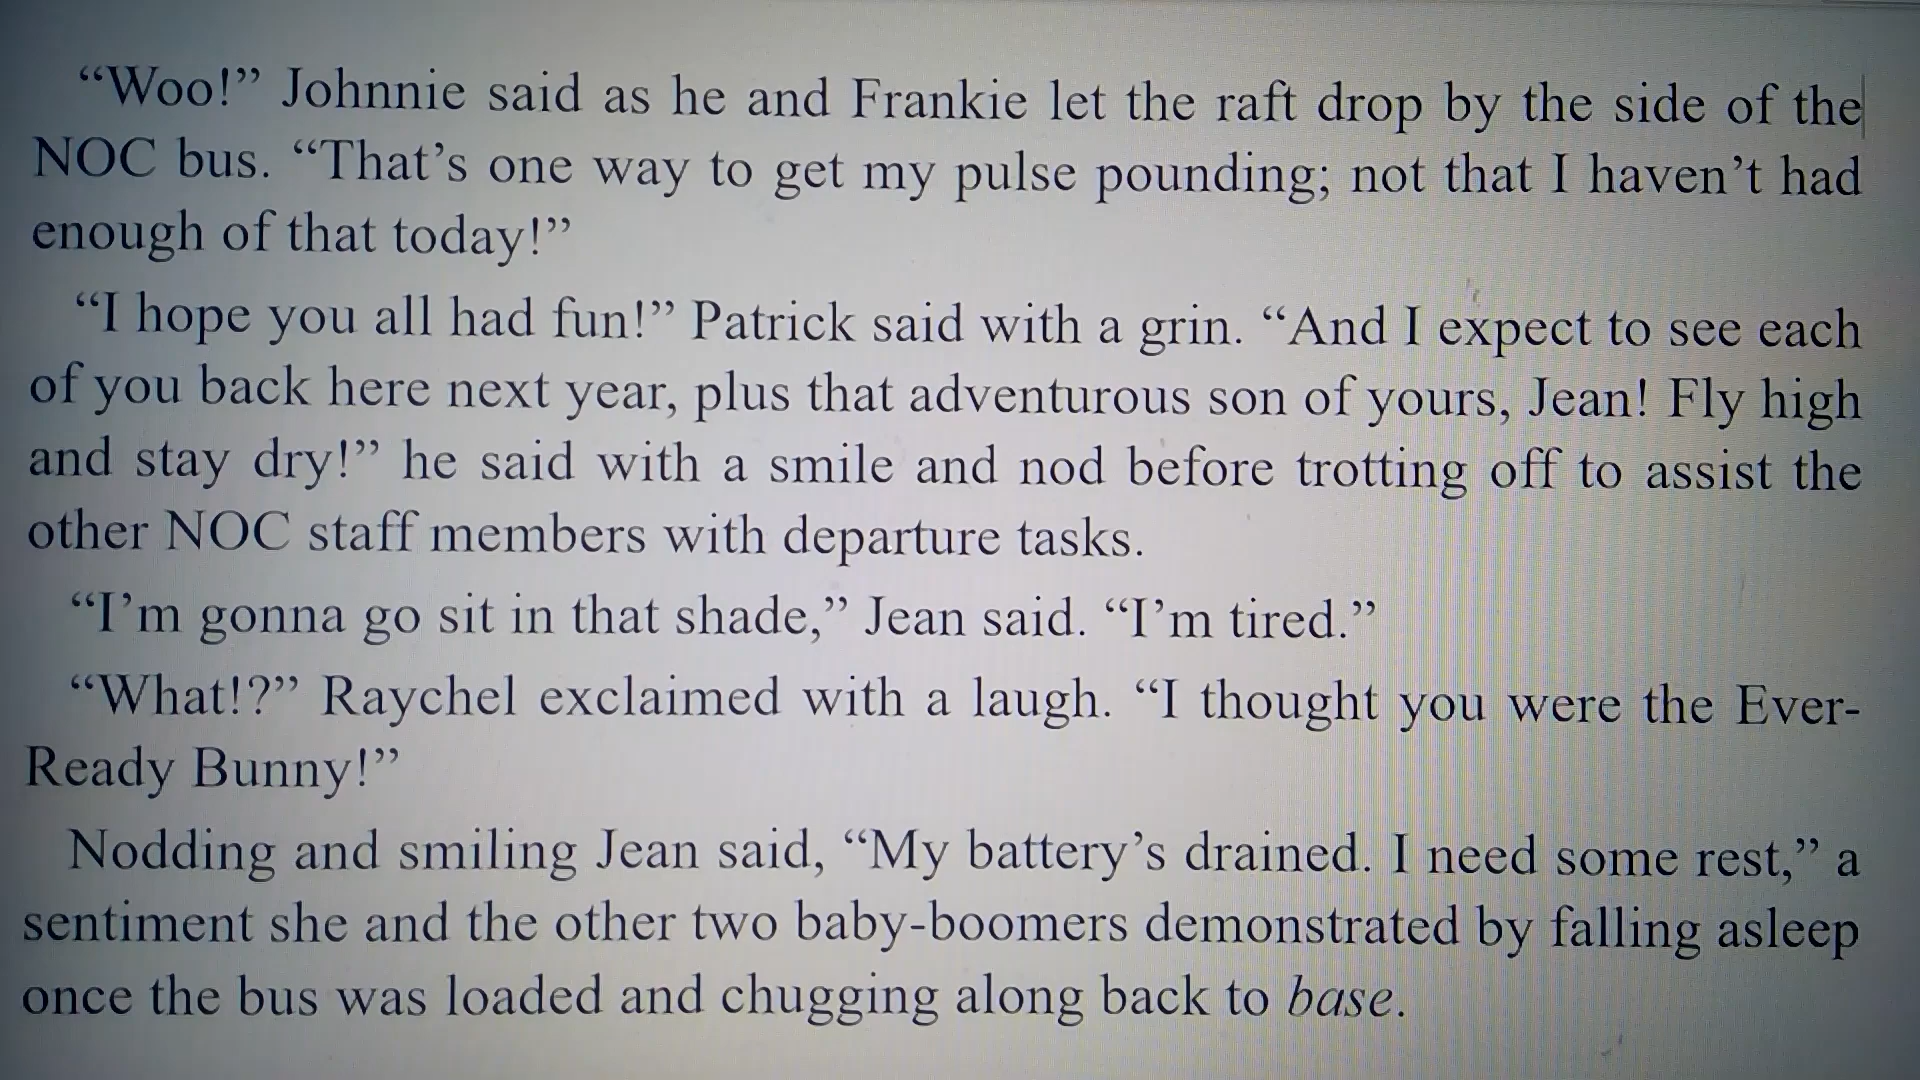 “Woo!” Johnnie said as he and Frankie let the raft drop by the side of the
NOC bus. “That’s one way to get my pulse pounding; not that I haven’t had
enough of that today!”
“I hope you all had fun!” Patrick said with a grin. “And I expect to see each
of you back here next year, plus that adventurous son of yours, Jean! Fly high
and stay dry!” he said with a smile and nod before trotting off to assist the
other NOC staff members with departure tasks.
“I’m gonna go sit in that shade,” Jean said. “I’m tired.”
“What!?” Raychel exclaimed with a laugh. “I thought you were the Ever-
Ready Bunny!”
Nodding and smiling Jean said, “My battery’s drained. I need some rest,” a
sentiment she and the other two baby-boomers demonstrated by falling asleep
once the bus was loaded and chugging along back to base.